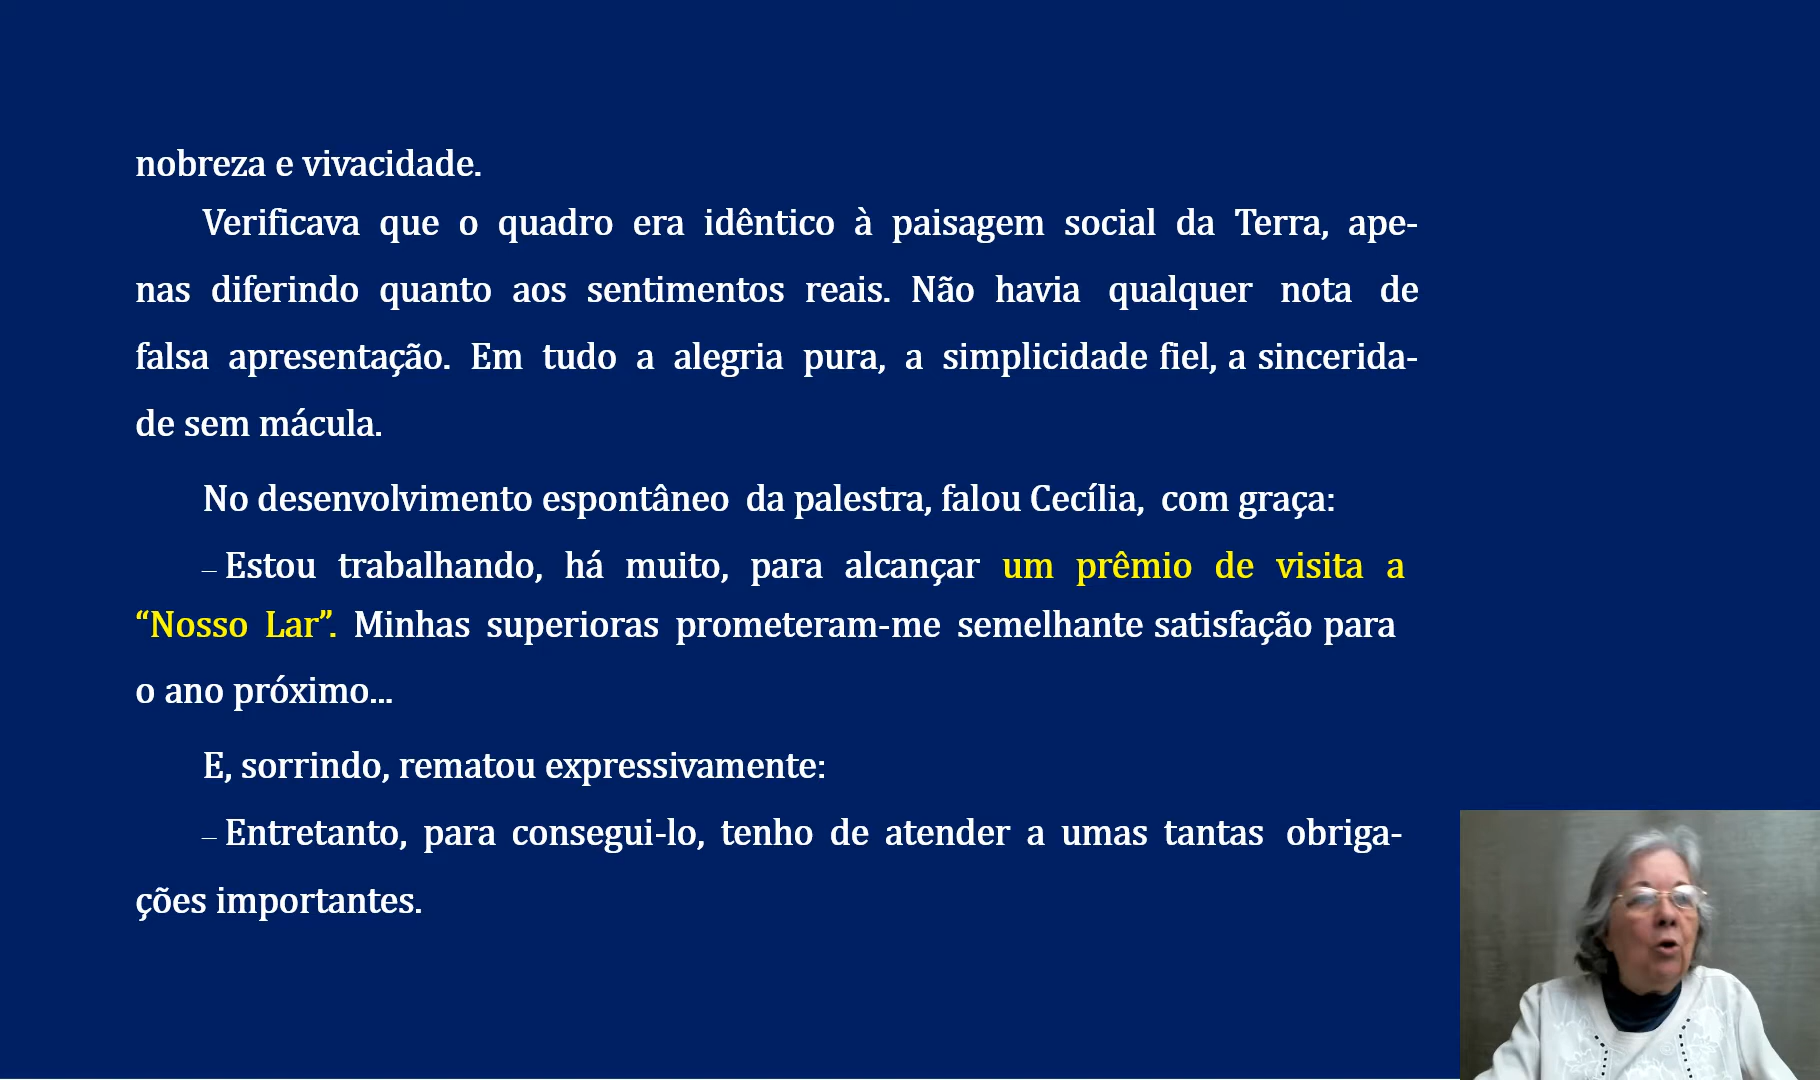 nobreza e vivacidade.
Verificava que o quadro era idêntico à paisagem social da Terra, ape-
nas diferindo quanto aos sentimentos reais. Não havia qualquer nota de
falsa apresentação. Em tudo a alegria pura, a simplicidade fiel, a sincerida-
de sem mácula.
No desenvolvimento espontâneo da palestra, falou Cecília, com graça:
– Estou trabalhando, há muito, para alcançar um prêmio de visita a
“Nosso Lar”. Minhas superioras prometeram-me semelhante satisfação para
o ano próximo...
E, sorrindo, rematou expressivamente:
– Entretanto, para consegui-lo, tenho de atender a umas tantas obriga-
ções importantes.